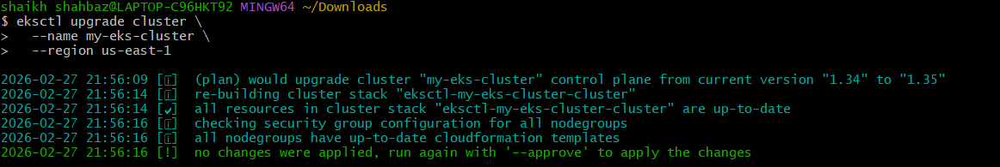 shaikh shahbaz@LAPTOP-C96HKT92 MINGW64 ~/Downloads
$ eksctl upgrade cluster \
>   --name my-eks-cluster \
>   --region us-east-1
2026-02-27 21:56:09 [ℹ]  (plan) would upgrade cluster "my-eks-cluster" control plane from current version "1.34" to "1.35"
2026-02-27 21:56:14 [ℹ]  re-building cluster stack "eksctl-my-eks-cluster-cluster"
2026-02-27 21:56:14 [✔]  all resources in cluster stack "eksctl-my-eks-cluster-cluster" are up-to-date
2026-02-27 21:56:16 [ℹ]  checking security group configuration for all nodegroups
2026-02-27 21:56:16 [ℹ]  all nodegroups have up-to-date cloudformation templates
2026-02-27 21:56:16 [!]  no changes were applied, run again with '--approve' to apply the changes